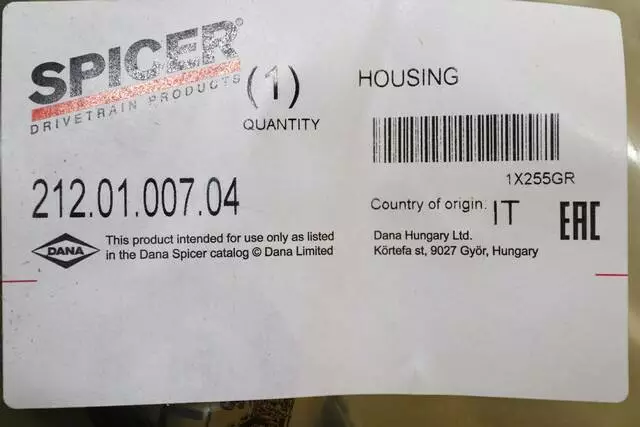 SPICER®
DRIVETRAIN PRODUCTS
(1)
QUANTITY
HOUSING
1X255GR
212.01.007.04
Country of origin: IT
EAC
DANA
This product intended for use only as listed
in the Dana Spicer catalog © Dana Limited
Dana Hungary Ltd.
Körtefa st, 9027 Győr, Hungary